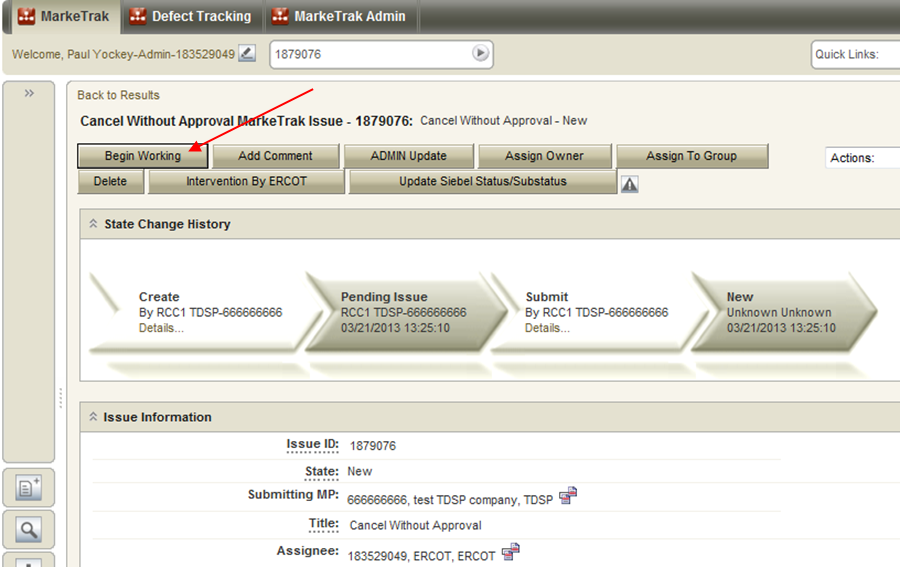 MarkeTrak Defect Tracking MarkeTrak Admin
Welcome, Paul Yockey-Admin-183529049 1879076 Quick Links:
Back to Results
Cancel Without Approval MarkeTrak Issue - 1879076: Cancel Without Approval - New
Begin Working Add Comment ADMIN Update Assign Owner Assign To Group Actions:
Delete Intervention By ERCOT Update Siebel Status/Substatus
State Change History
Create Pending Issue Submit New
By RCC1 TDSP-666666666 RCC1 TDSP-666666666 By RCC1 TDSP-666666666 Unknown Unknown
Details... 03/21/2013 13:25:10 Details... 03/21/2013 13:25:10
Issue Information
Issue ID: 1879076
State: New
Submitting MP: 666666666, test TDSP company, TDSP
Title: Cancel Without Approval
Assignee: 183529049, ERCOT, ERCOT